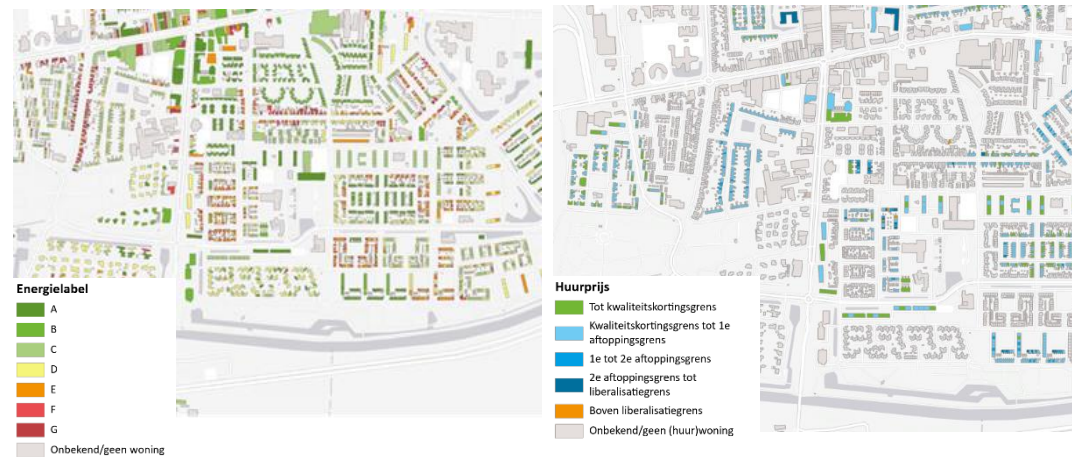 Energielabel
A
B
C
D
E
F
G
Onbekend/geen woning
Huurprijs
Tot kwaliteitskortingsgrens
Kwaliteitskortingsgrens tot 1e
aftoppingsgrens
1e tot 2e aftoppingsgrens
2e aftoppingsgrens tot
liberalisatiegrens
Boven liberalisatiegrens
Onbekend/geen (huur)woning